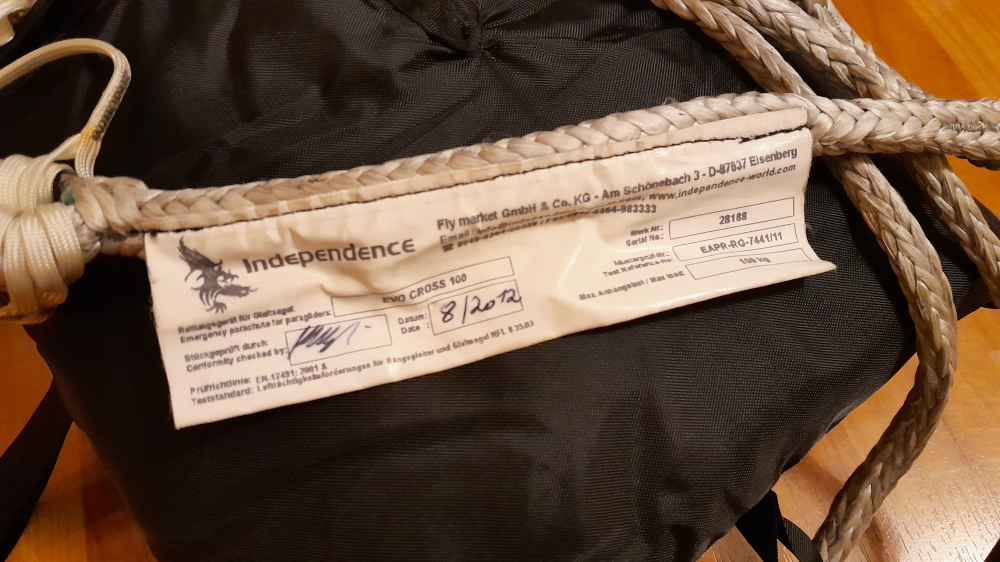 Independence
Fly market GmbH & Co. KG - Am Schönebach 3 - D-87637 Eisenberg
www.independence-world.com
Rettungsgerät für Gleitsegel:
Emergency parachute for paragliders:
EVO CROSS 100
Stückgeprüft durch:
Conformity checked by:
Datum:
Date :
8/2012
Prüfrichtlinie: EN 12491: 2001 &
Teststandard: Lufttüchtigkeitsforderungen für Hängegleiter und Gleitsegel NFL II 35.03
Werk Nr.:
Serial No.:
28188
Musterprüf-Nr.:
Test Reference-No:
EAPR-RG-7441/11
Max. Anhängelast / Max load:
100 kg